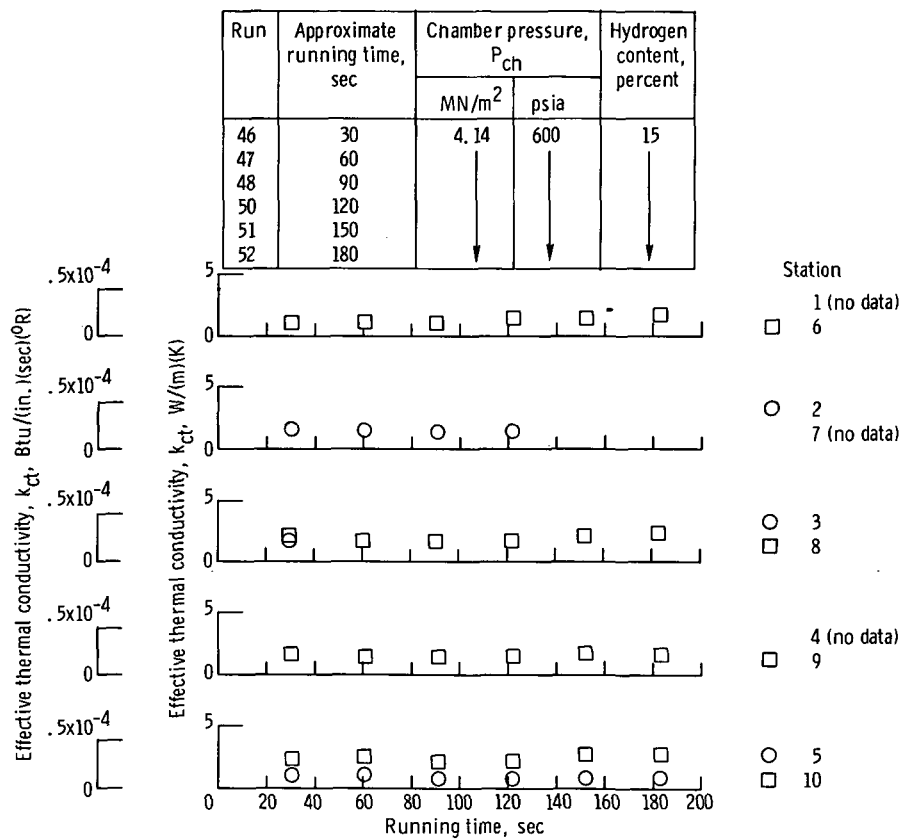 Run Approximate running time, sec Chamber pressure, P_ch Hydrogen content, percent
MN/m² psia
46 30 4.14 600 15
47 60
48 90
50 120
51 150
52 180
Effective thermal conductivity, k_ct, Btu/(in.)(sec)(°R)
Effective thermal conductivity, k_ct, W/(m)(K)
Station
.5x10⁻⁴ 5 1 (no data)
0 0 6
.5x10⁻⁴ 5 2
0 0 7 (no data)
.5x10⁻⁴ 5 3
0 0 8
.5x10⁻⁴ 5 4 (no data)
0 0 9
.5x10⁻⁴ 5 5
0 10
0 20 40 60 80 100 120 140 160 180 200
Running time, sec